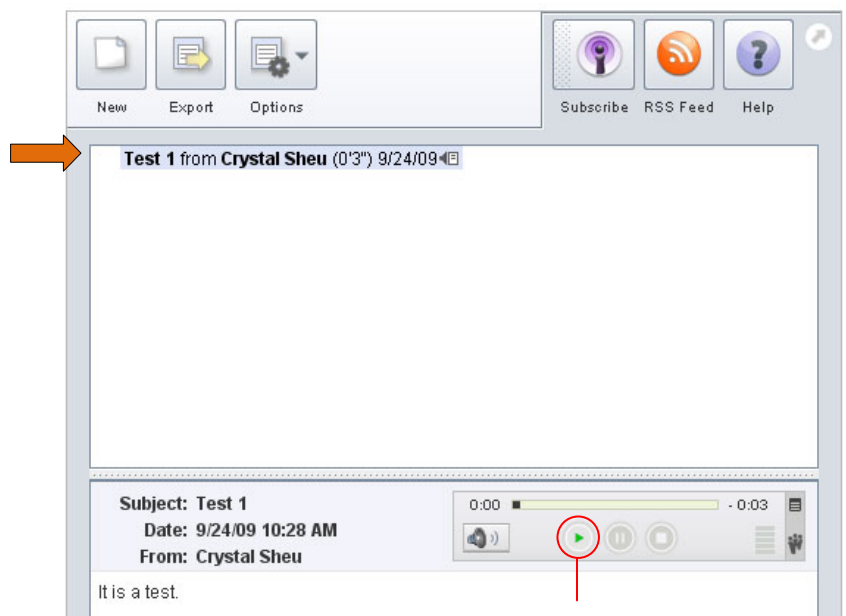 New Export Options Subscribe RSS Feed Help
Test 1 from Crystal Sheu (0'3") 9/24/09
Subject: Test 1
0:00 - 0:03
Date: 9/24/09 10:28 AM
From: Crystal Sheu
It is a test.